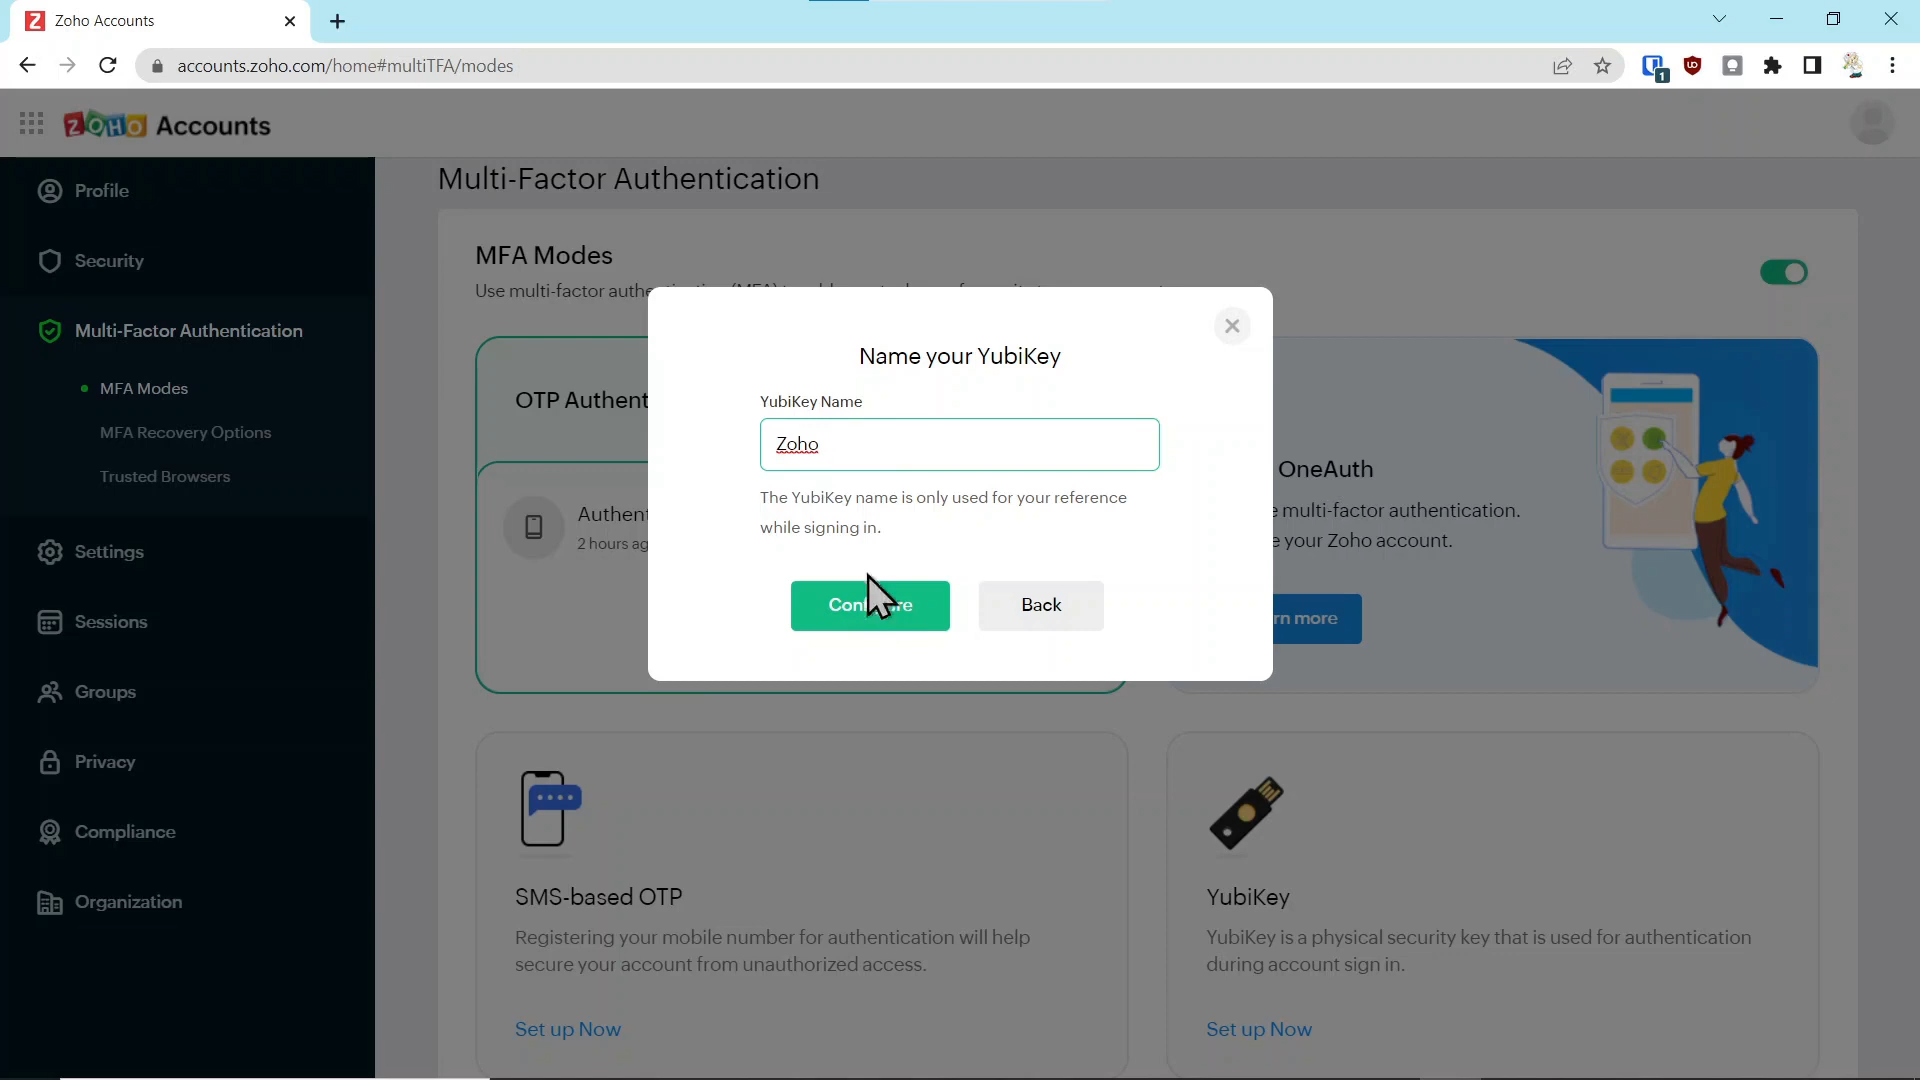 Zoho Accounts
accounts.zoho.com/home#multiTFA/modes
1
ZOHO Accounts
Profile
Security
Multi-Factor Authentication
MFA Modes
MFA Recovery Options
Trusted Browsers
Settings
Sessions
Groups
Privacy
Compliance
Organization
Multi-Factor Authentication
MFA Modes
Use multi-factor
OTP Authent
Authent
2 hours ag
Name your YubiKey
YubiKey Name
Zoho
The YubiKey name is only used for your reference
while signing in.
Back
OneAuth
multi-factor authentication.
your Zoho account.
rn more
SMS-based OTP
Registering your mobile number for authentication will help
secure your account from unauthorized access.
Set up Now
YubiKey
YubiKey is a physical security key that is used for authentication
during account sign in.
Set up Now